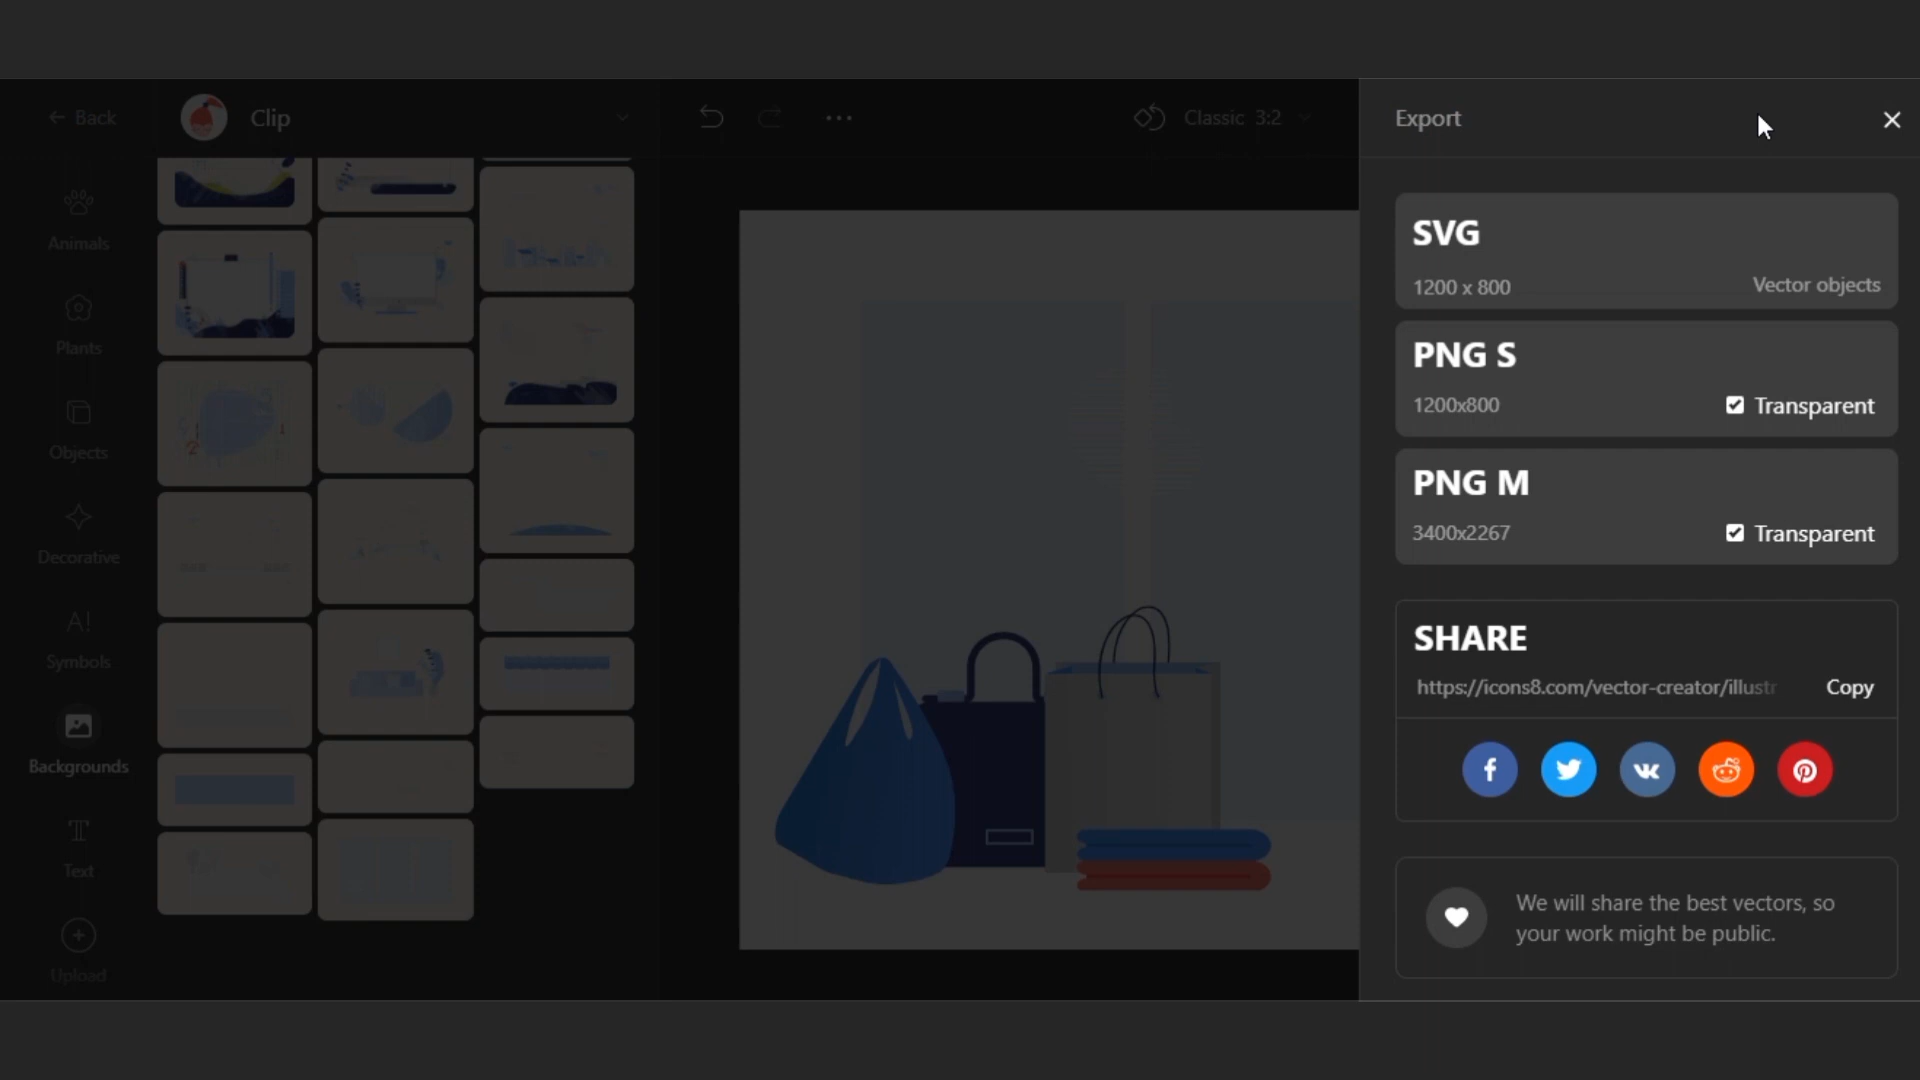 Back
Clip
Classic 3:2
Export
Animals
Plants
Objects
Decorative
A!
Symbols
Backgrounds
T
Text
Upload
SVG
1200 x 800
Vector objects
PNG S
1200x800
Transparent
PNG M
3400x2267
Transparent
SHARE
https://icons8.com/vector-creator/illustr
Copy
We will share the best vectors, so
your work might be public.